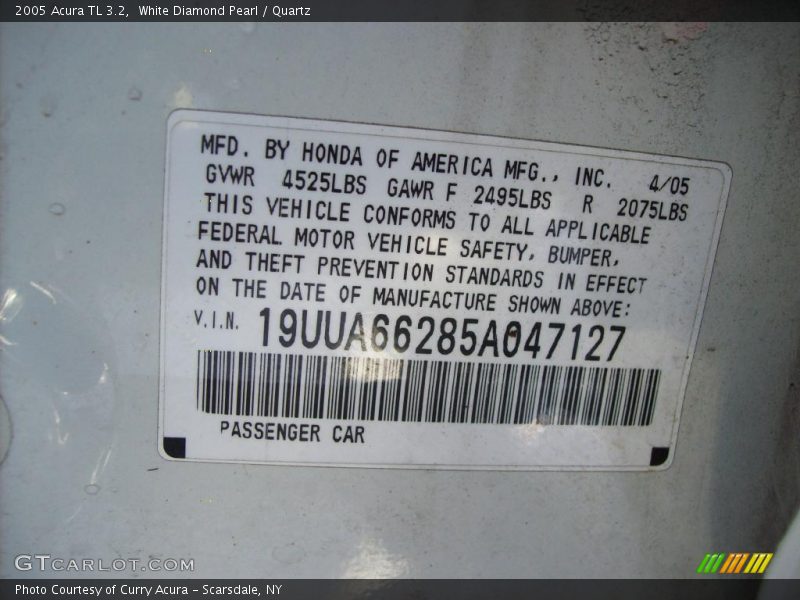 2005 Acura TL 3.2,  White Diamond Pearl / Quartz
MFD. BY HONDA OF AMERICA MFG., INC. 4/05
GVWR 4525LBS GAWR F 2495LBS R 2075LBS
THIS VEHICLE CONFORMS TO ALL APPLICABLE
FEDERAL MOTOR VEHICLE SAFETY, BUMPER,
AND THEFT PREVENTION STANDARDS IN EFFECT
ON THE DATE OF MANUFACTURE SHOWN ABOVE:
V.I.N. 19UUA66285A047127
PASSENGER CAR
GTCARLOT.COM
Photo Courtesy of Curry Acura – Scarsdale, NY